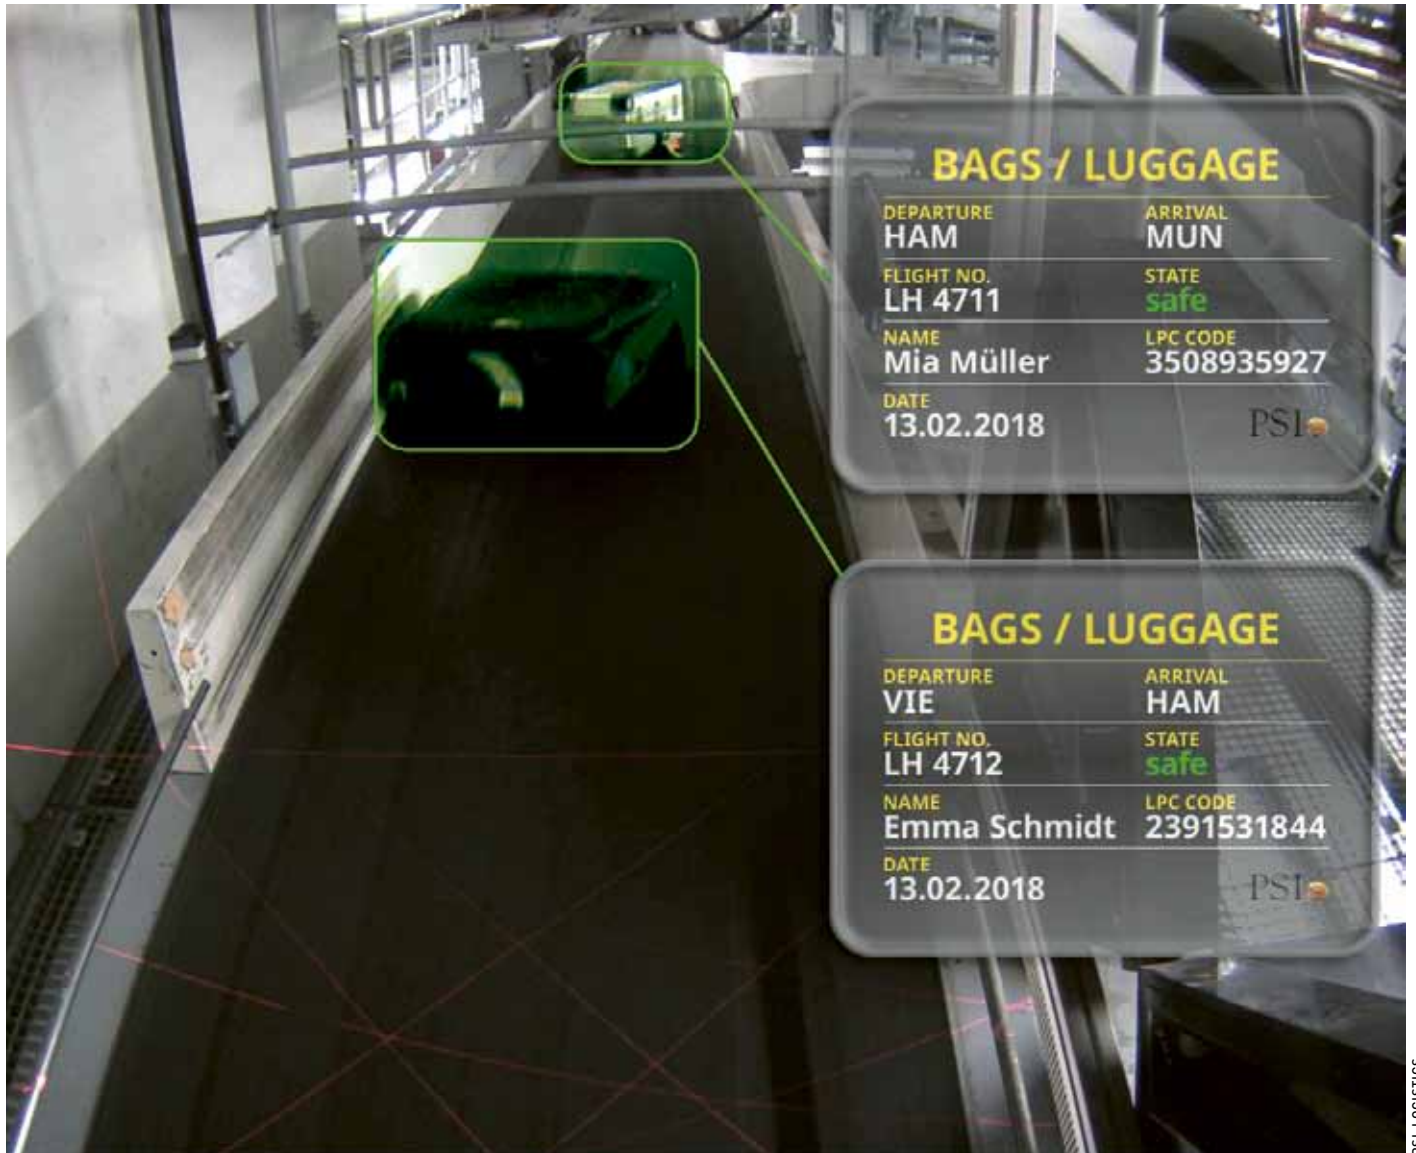 BAGS / LUGGAGE
DEPARTURE ARRIVAL
HAM MUN
FLIGHT NO. STATE
LH 4711 safe
NAME LPC CODE
Mia Müller 3508935927
DATE
13.02.2018 PSI
BAGS / LUGGAGE
DEPARTURE ARRIVAL
VIE HAM
FLIGHT NO. STATE
LH 4712 safe
NAME LPC CODE
Emma Schmidt 2391531844
DATE
13.02.2018 PSI
PSI LOGISTICS